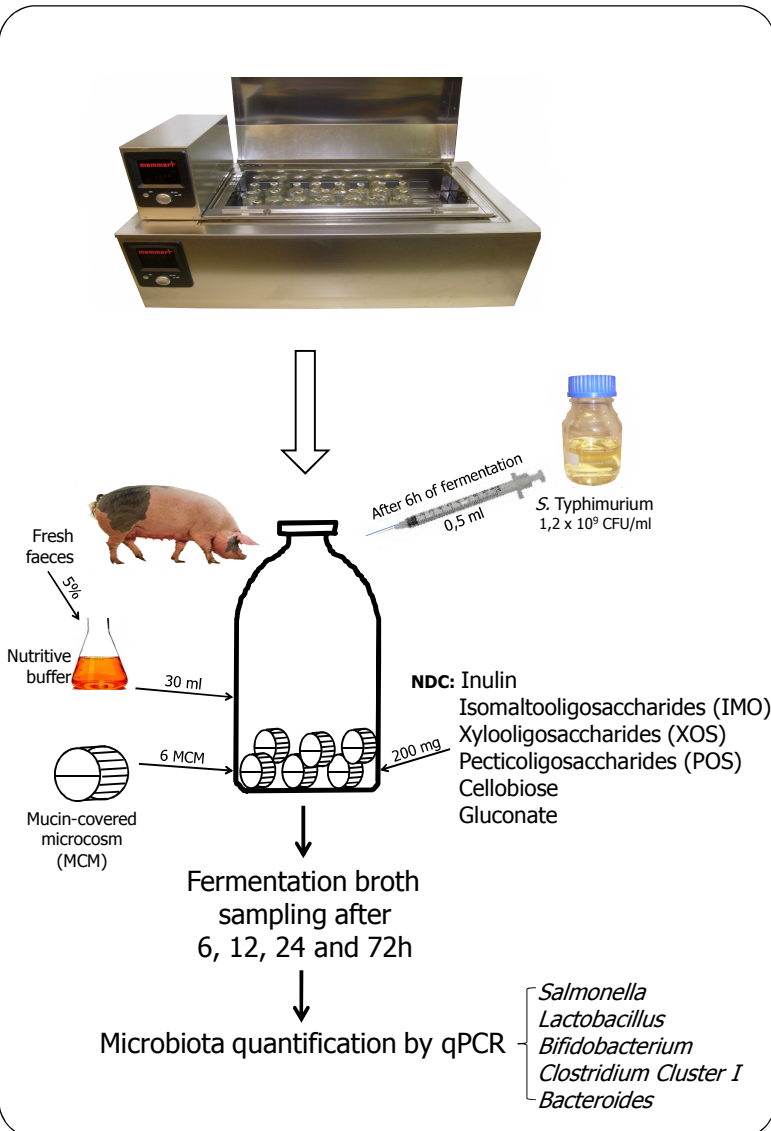 memmert
memmert
After 6h of fermentation
0,5 ml
S. Typhimurium
1,2 x 10⁹ CFU/ml
Fresh
faeces
5%
Nutritive
buffer
30 ml
NDC: Inulin
Isomaltooligosaccharides (IMO)
Xylooligosaccharides (XOS)
Pecticoligosaccharides (POS)
Cellobiose
Gluconate
200 mg
6 MCM
Mucin-covered
microcosm
(MCM)
Fermentation broth
sampling after
6, 12, 24 and 72h
Microbiota quantification by qPCR
Salmonella
Lactobacillus
Bifidobacterium
Clostridium Cluster I
Bacteroides